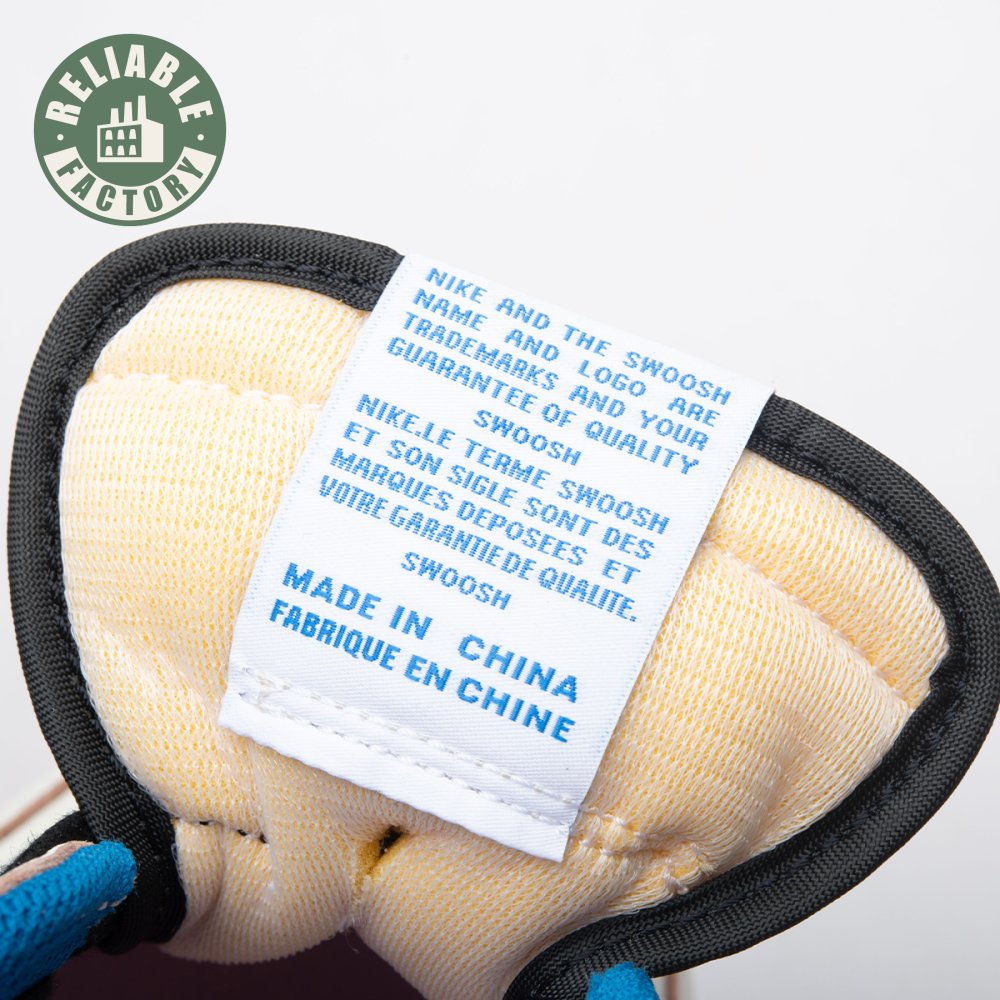 RELIABLE
FACTORY
NIKE AND THE SWOOSH
NAME AND LOGO ARE
TRADEMARKS AND YOUR
GUARANTEE OF QUALITY
SWOOSH
NIKE.LE TERME SWOOSH
ET SON SIGLE SONT DES
MARQUES DEPOSEES ET
VOTRE GARANTIE DE QUALITE.
SWOOSH
MADE IN CHINA
FABRIQUE EN CHINE